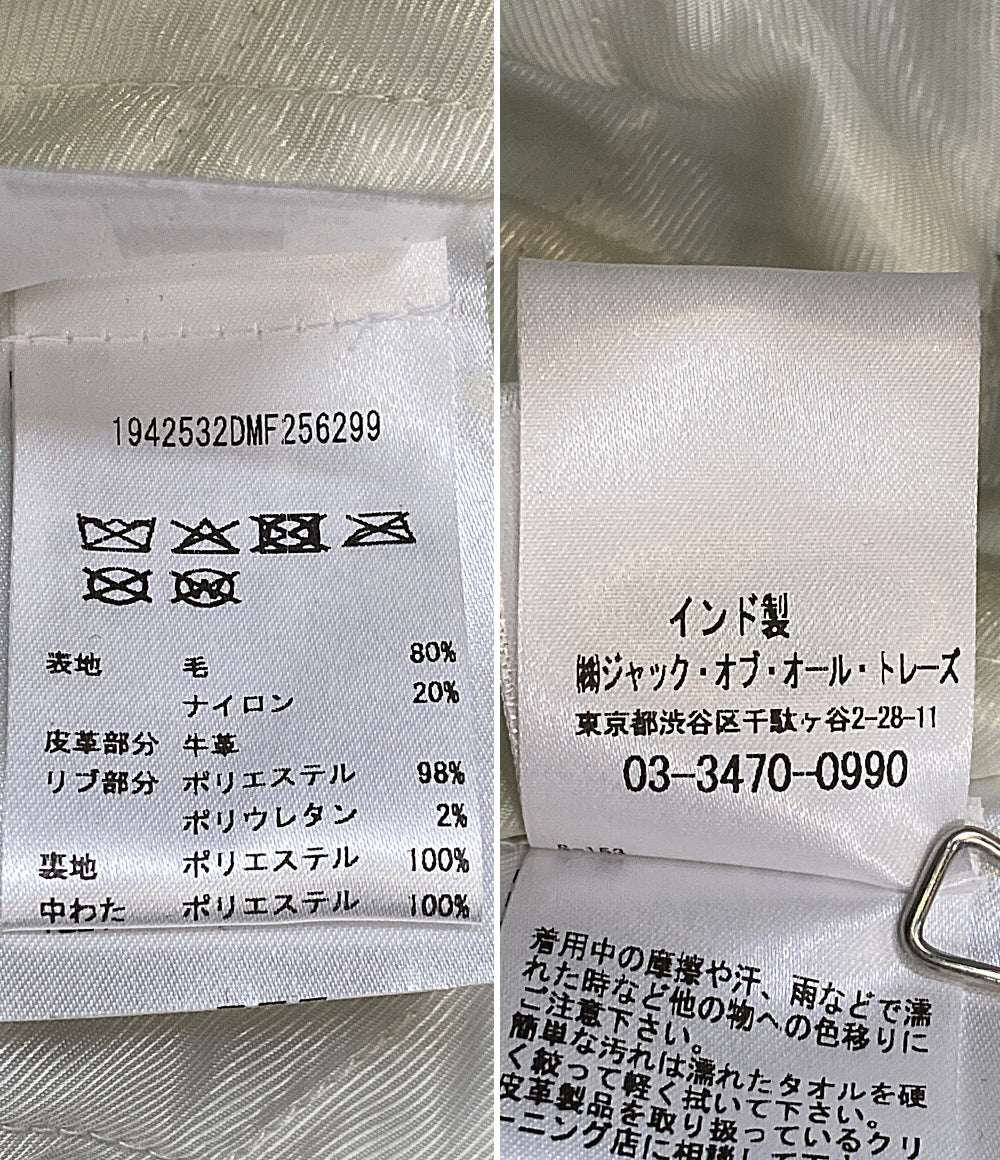 1942532DMF256299
表地 毛 80%
ナイロン 20%
皮革部分 牛革
リブ部分 ポリエステル 98%
ポリウレタン 2%
裏地 ポリエステル 100%
中わた ポリエステル 100%
インド製
㈱ジャック・オブ・オール・トレーズ
東京都渋谷区千駄ヶ谷2-28-11
03-3470-0990
着用中の摩擦や汗、雨などで濡
れた時など他の物への色移りに
ご注意下さい。
簡単な汚れは濡れたタオルを硬
く絞って軽く拭いて下さい。
皮革製品を取り扱っているクリ
ーニング店に相談して